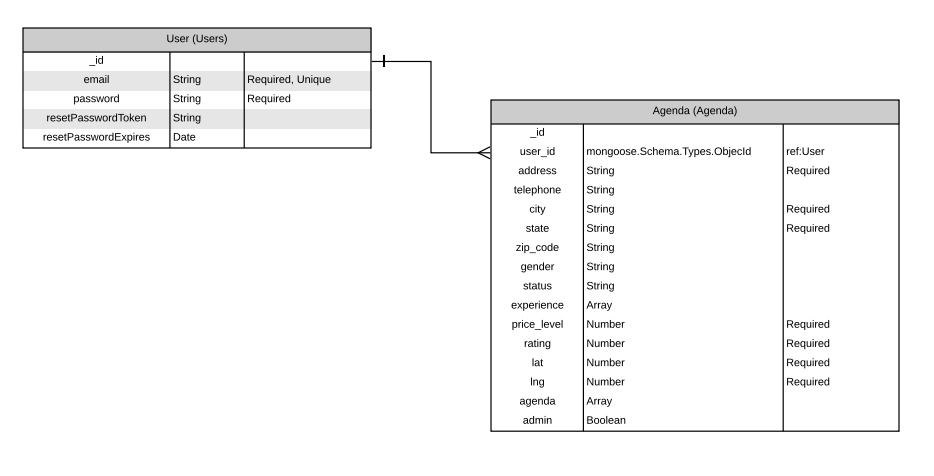 User (Users)
_id
email String Required, Unique
password String Required
resetPasswordToken String
resetPasswordExpires Date
Agenda (Agenda)
_id
user_id mongoose.Schema.Types.ObjecId ref:User
address String Required
telephone String
city String Required
state String Required
zip_code String
gender String
status String
experience Array
price_level Number Required
rating Number Required
lat Number Required
lng Number Required
agenda Array
admin Boolean